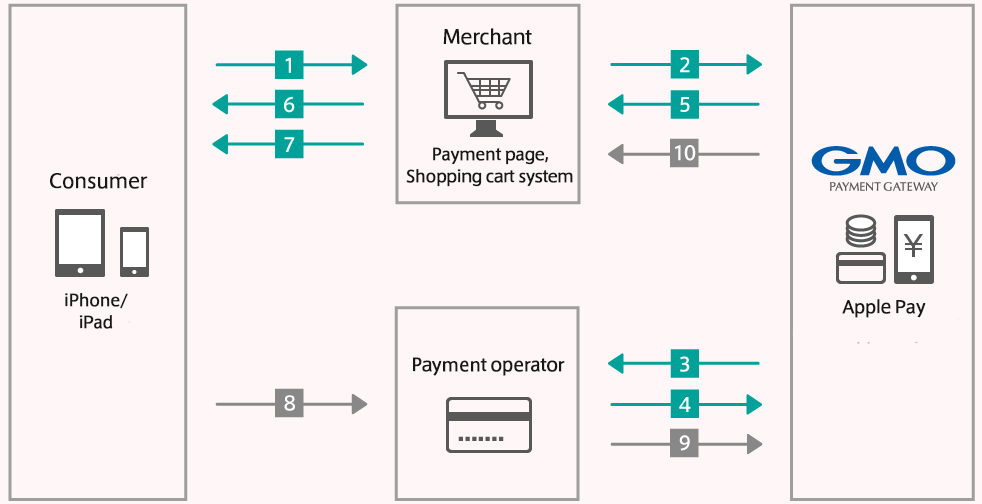 Consumer
iPhone/
iPad
1
6
7
8
Merchant
Payment page,
Shopping cart system
Payment operator
2
5
10
3
4
9
GMO
PAYMENT GATEWAY
¥
Apple Pay